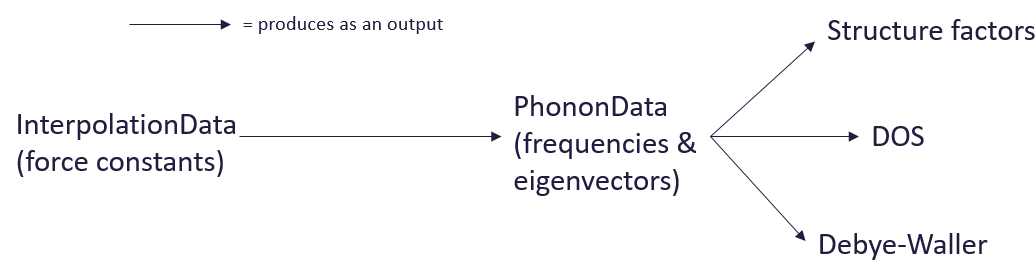 = produces as an output
Structure factors
InterpolationData
(force constants)
PhononData
(frequencies &
eigenvectors)
DOS
Debye-Waller